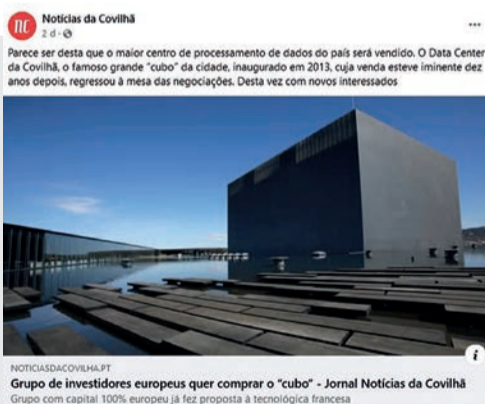 nc
Notícias da Covilhã
2 d ·
Parece ser desta que o maior centro de processamento de dados do país será vendido. O Data Center
da Covilhã, o famoso grande "cubo" da cidade, inaugurado em 2013, cuja venda esteve iminente dez
anos depois, regressou à mesa das negociações. Desta vez com novos interessados
i
NOTICIASDACOVILHA.PT
Grupo de investidores europeus quer comprar o "cubo" - Jornal Notícias da Covilhã
Grupo com capital 100% europeu já fez proposta à tecnológica francesa